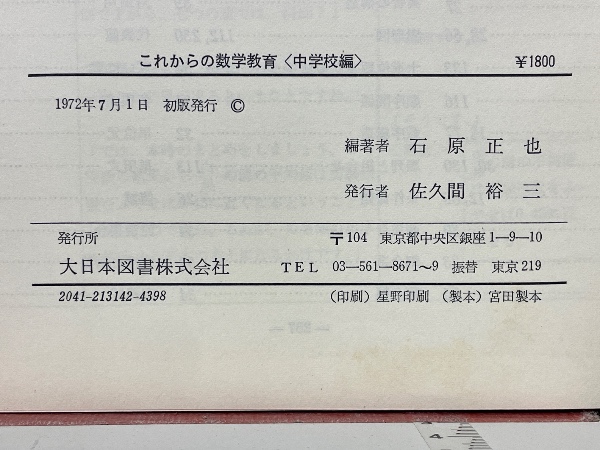 これからの数学教育〈中学校編〉 ¥1800
1972年7月1日 初版発行 ©
編著者 石原正也
発行者 佐久間裕三
発行所 〒104 東京都中央区銀座1—9—10
大日本図書株式会社 TEL 03—561—8671〜9 振替 東京219
2041-213142-4398 (印刷) 星野印刷 (製本) 宮田製本